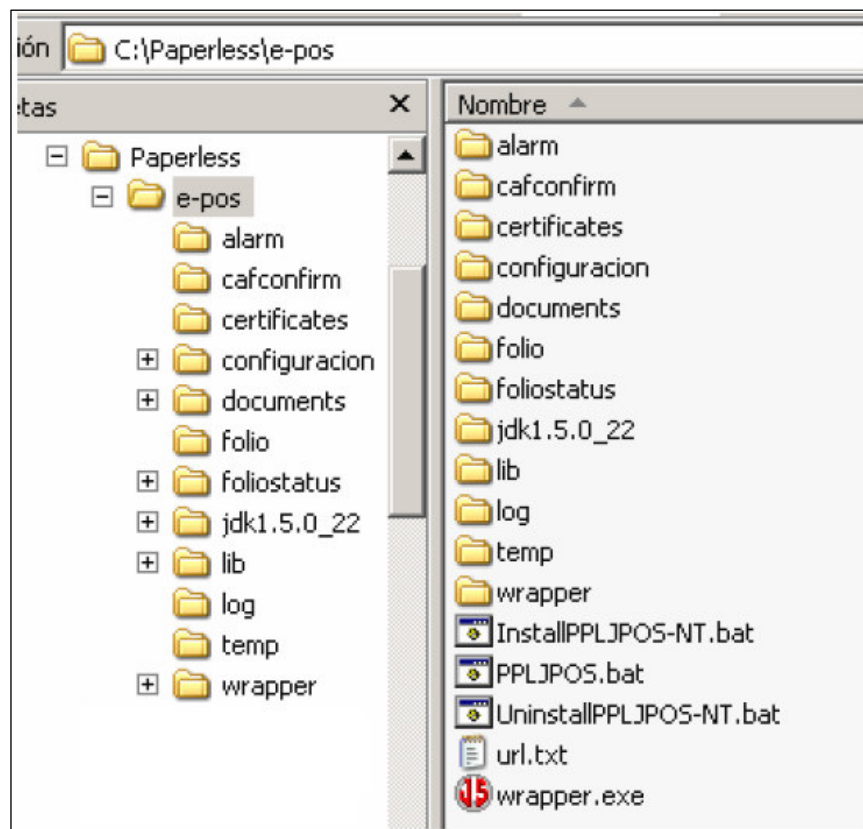 ión C:\Paperless\e-pos
etas
Paperless
e-pos
alarm
cafconfirm
certificates
configuracion
documents
folio
foliostatus
jdk1.5.0_22
lib
log
temp
wrapper
Nombre
alarm
cafconfirm
certificates
configuracion
documents
folio
foliostatus
jdk1.5.0_22
lib
log
temp
wrapper
InstallPPLJPOS-NT.bat
PPLJPOS.bat
UninstallPPLJPOS-NT.bat
url.txt
wrapper.exe